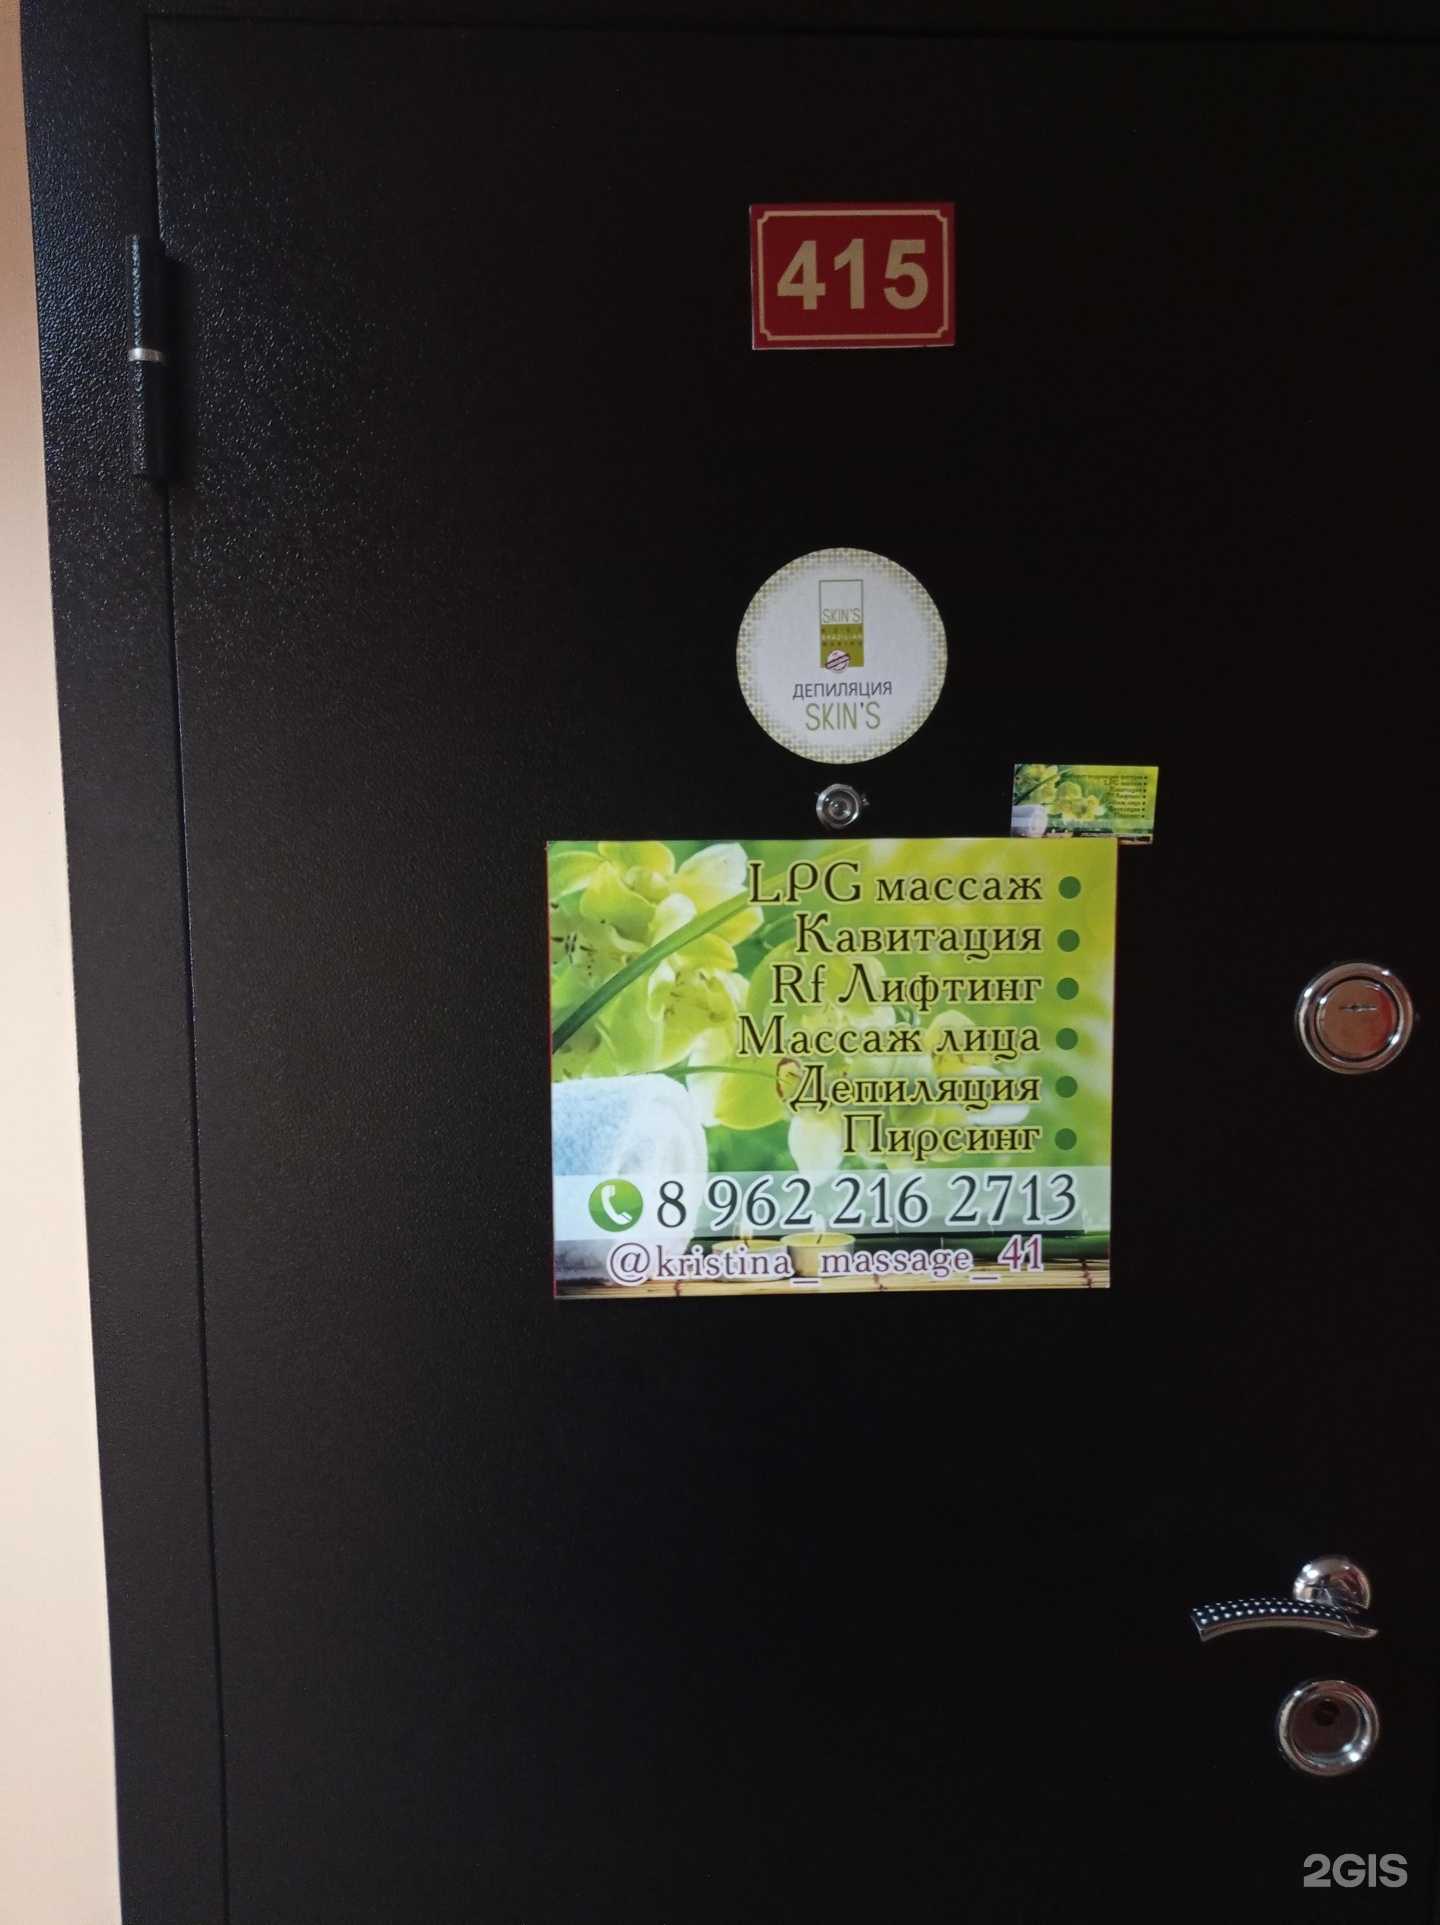 415
SKIN'S
BRAZILIAN
ДЕПИЛЯЦИЯ
SKIN'S
LPG массаж
Кавитация
Rf Лифтинг
Массаж лица
Депиляция
Пирсинг
8 962 216 2713
@kristina_massage_41
2GIS